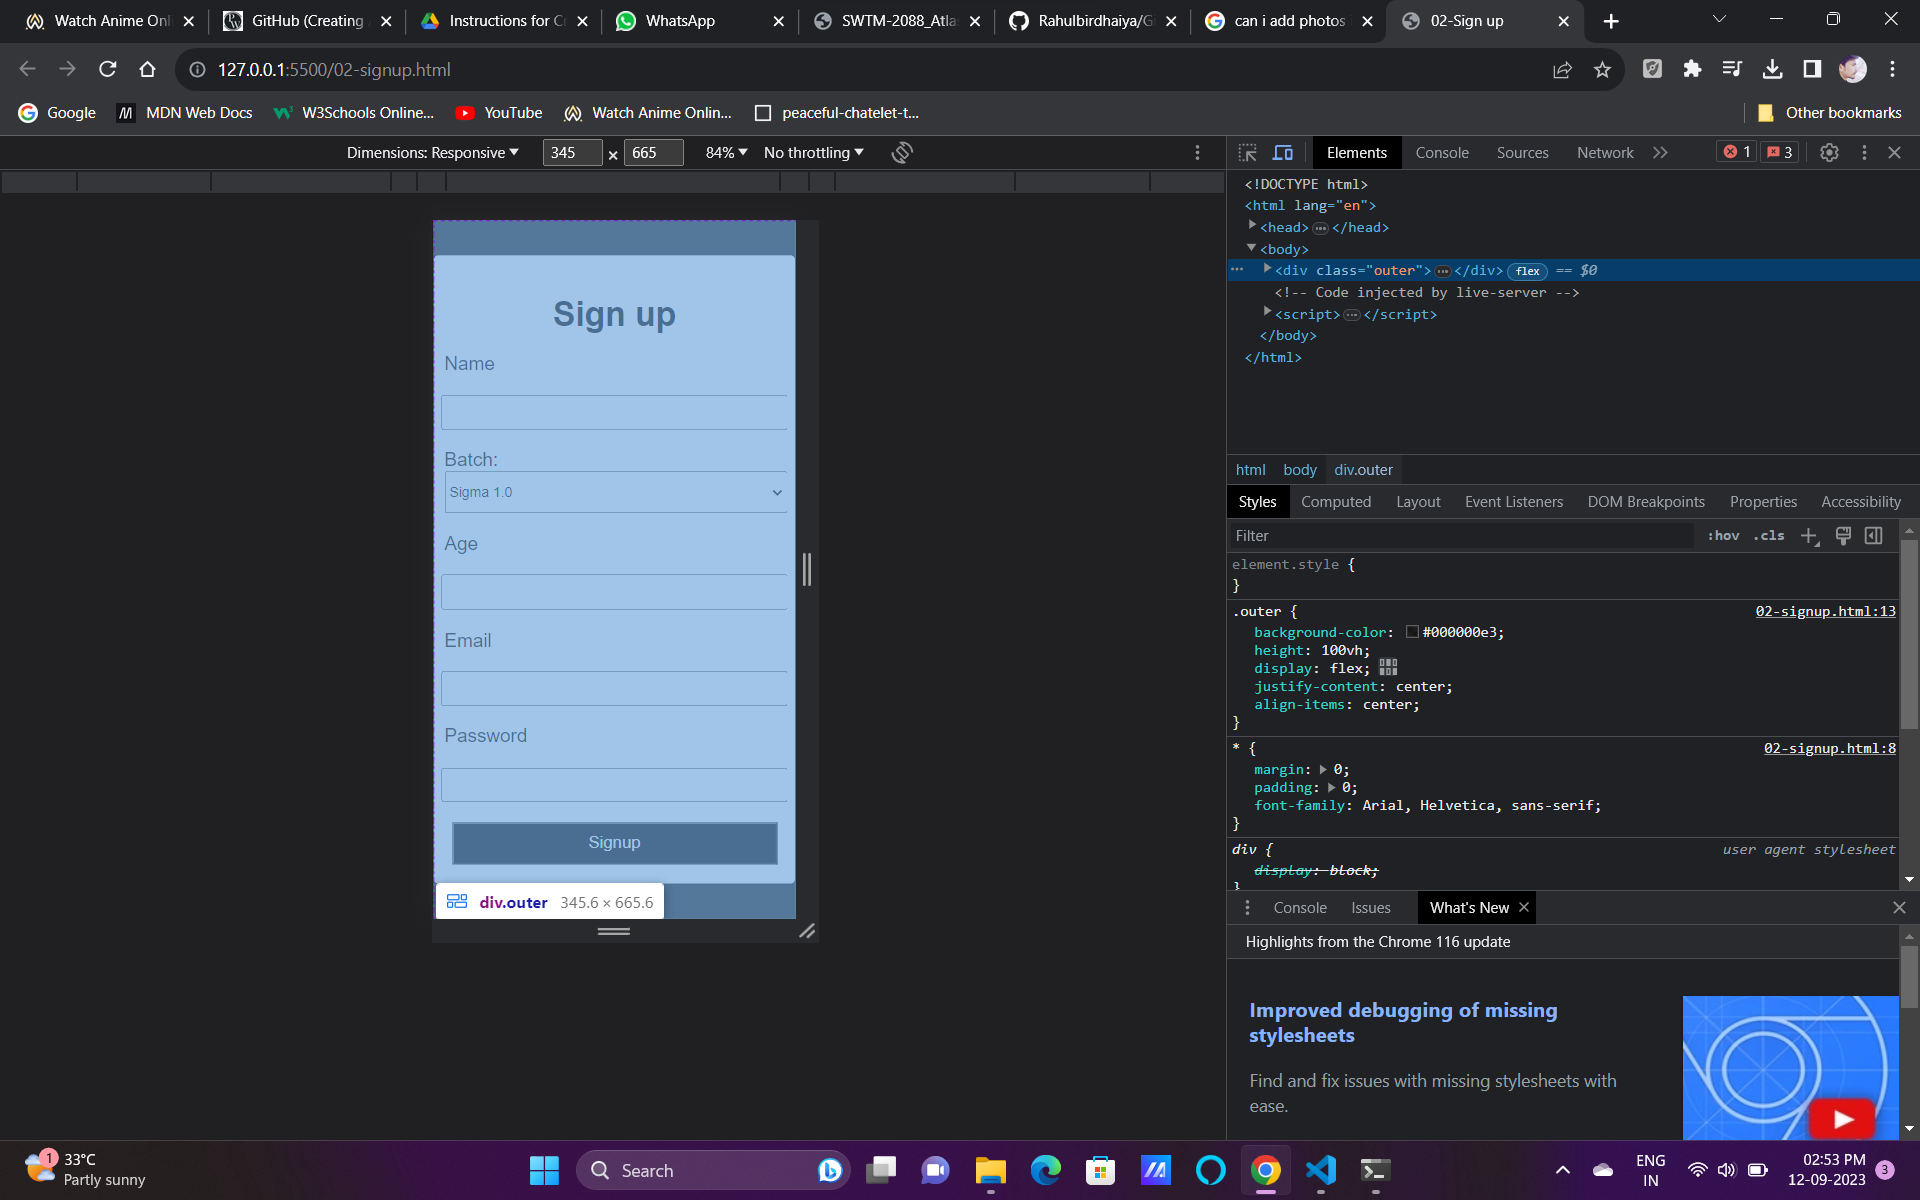 Watch Anime Onl
GitHub (Creating
Instructions for C
WhatsApp
SWTM-2088_Atla
Rahulbirdhaiya/Gi
can i add photos
02-Sign up
127.0.0.1:5500/02-signup.html
Google
MDN Web Docs
W3Schools Online...
YouTube
Watch Anime Onlin...
peaceful-chatelet-t...
Other bookmarks
Dimensions: Responsive
345
×
665
84%
No throttling
Elements
Console
Sources
Network
1
3
<!DOCTYPE html>
<html lang="en">
<head>…</head>
<body>
<div class="outer">…</div> flex == $0
<!-- Code injected by live-server -->
<script>…</script>
</body>
</html>
html
body
div.outer
Styles
Computed
Layout
Event Listeners
DOM Breakpoints
Properties
Accessibility
Filter
:hov
.cls
element.style {
}
.outer {
02-signup.html:13
background-color: #000000e3;
height: 100vh;
display: flex;
justify-content: center;
align-items: center;
}
* {
02-signup.html:8
margin: 0;
padding: 0;
font-family: Arial, Helvetica, sans-serif;
}
div {
user agent stylesheet
display: block;
}
Sign up
Name
Batch:
Sigma 1.0
Age
Email
Password
Signup
div.outer 345.6 × 665.6
Console
Issues
What's New
Highlights from the Chrome 116 update
Improved debugging of missing
stylesheets
Find and fix issues with missing stylesheets with
ease.
1
33°C
Partly sunny
Search
ENG
IN
02:53 PM
12-09-2023
3